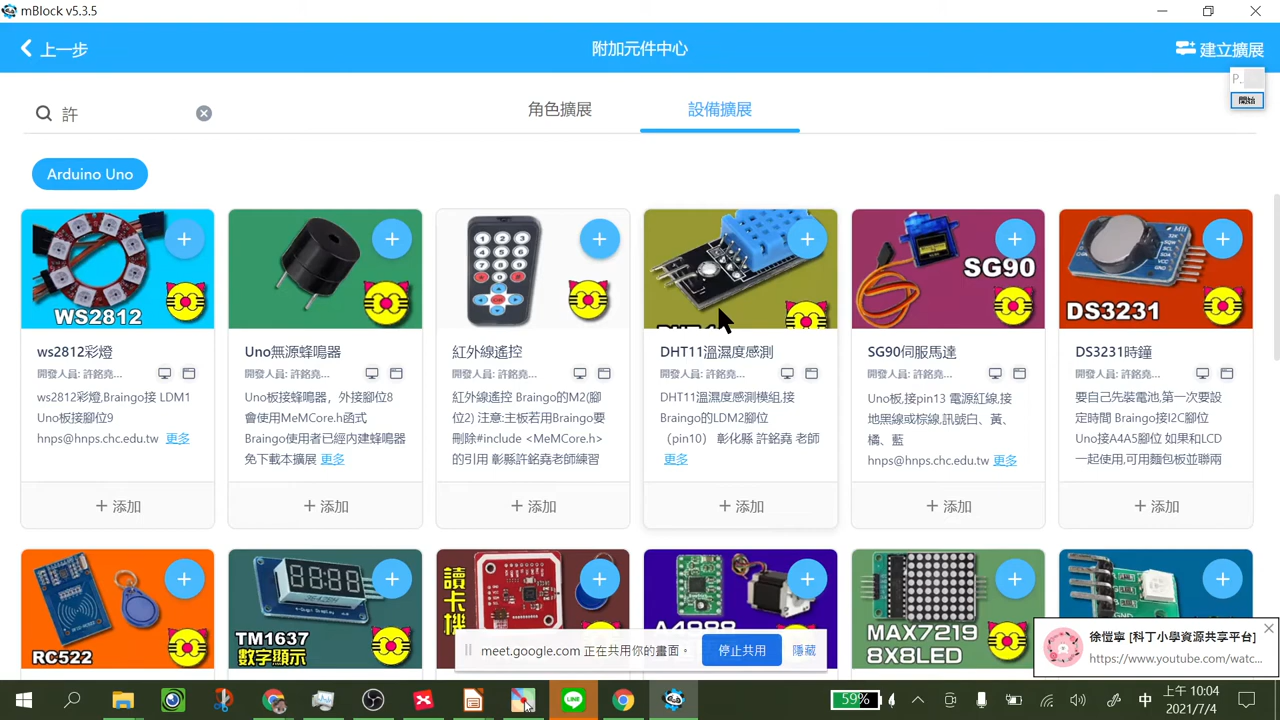 mBlock v5.3.5
上一步
附加元件中心
建立擴展
P..
開始
許
角色擴展
設備擴展
Arduino Uno
WS2812
SG90
DS3231
ws2812彩燈
開發人員: 許銘堯...
ws2812彩燈,Braingo接 LDM1
Uno板接腳位9
hnps@hnps.chc.edu.tw 更多
+ 添加
Uno無源蜂鳴器
開發人員: 許銘堯...
Uno板接蜂鳴器，外接腳位8
會使用MeMCore.h函式
Braingo使用者已經內建蜂鳴器
免下載本擴展 更多
+ 添加
紅外線遙控
開發人員: 許銘堯...
紅外線遙控 Braingo的M2(腳
位2) 注意:主板若用Braingo要
刪除#include <MeMCore.h>
的引用 彰縣許銘堯老師練習
+ 添加
DHT11溫濕度感測
開發人員: 許銘堯...
DHT11溫濕度感測模組,接
Braingo的LDM2腳位
（pin10） 彰化縣 許銘堯 老師
更多
+ 添加
SG90伺服馬達
開發人員: 許銘堯...
Uno板,接pin13 電源紅線,接
地黑線或棕線,訊號白、黃、
橘、藍
hnps@hnps.chc.edu.tw 更多
+ 添加
DS3231時鐘
開發人員: 許銘堯...
要自己先裝電池,第一次要設
定時間 Braingo接I2C腳位
Uno接A4A5腳位 如果和LCD
一起使用,可用麵包板並聯兩
+ 添加
RC522
TM1637
數字顯示
讀卡機
A4988
MAX7219
8X8LED
meet.google.com 正在共用你的畫面。
停止共用
隱藏
徐愷寧 [科丁小學資源共享平台]
https://www.youtube.com/watc...
59%
中
上午 10:04
2021/7/4